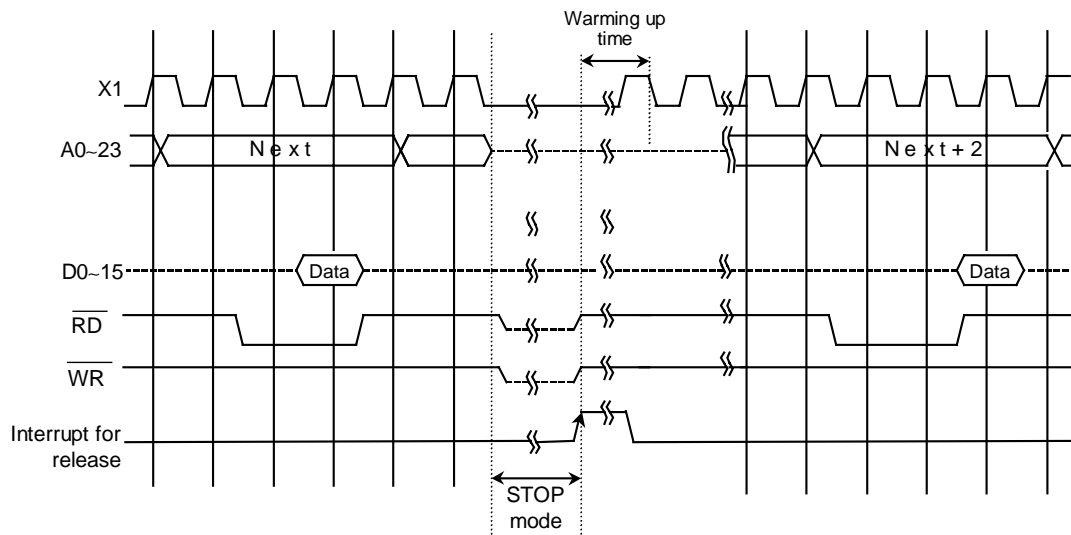 Warming up
time
X1
A0~23
Next
Next+2
D0~15
Data
Data
RD
WR
Interrupt for
release
STOP
mode